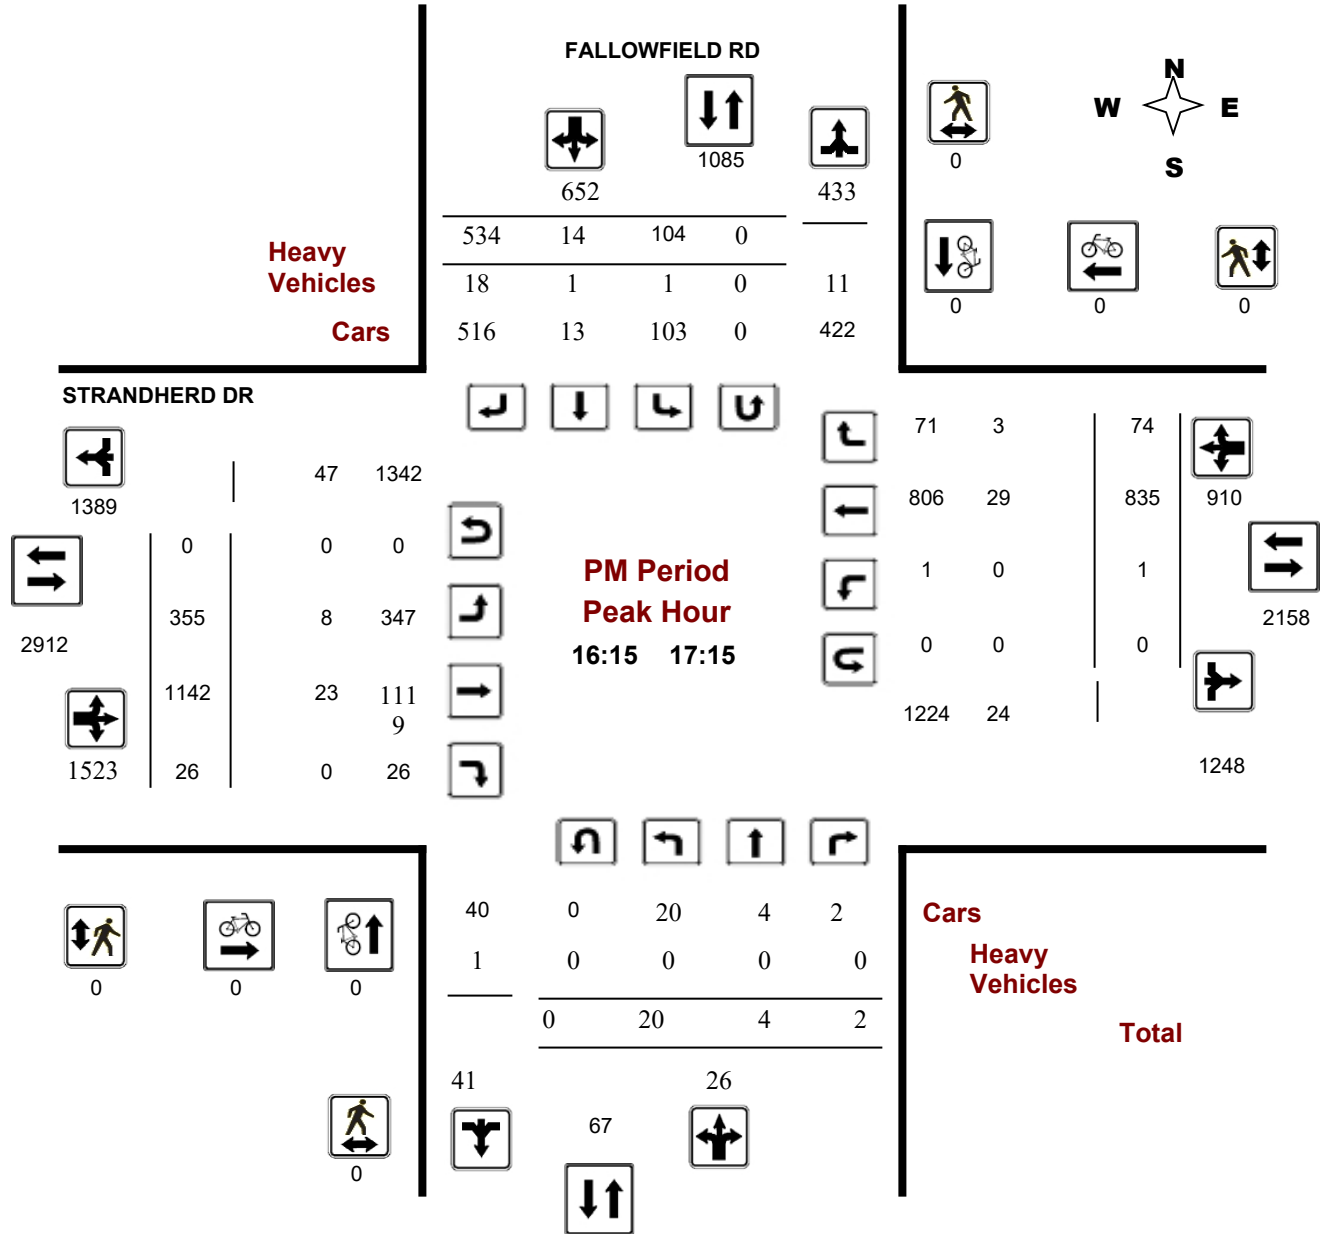 FALLOWFIELD RD
N
W E
S
1085
0
652 433
534 14 104 0
Heavy
Vehicles
18 1 1 0 11
0 0 0
Cars
516 13 103 0 422
STRANDHERD DR
71 3 74
47 1342
1389
806 29 835 910
0 0 0
PM Period
1 0 1
Peak Hour
355 8 347
2158
2912
16:15 17:15
0 0 0
1142 23 111
9
1224 24
1523 26 0 26
1248
40 0 20 4 2
Cars
1 0 0 0 0
Heavy
Vehicles
0 0 0
0 20 4 2
Total
41 26
67
0